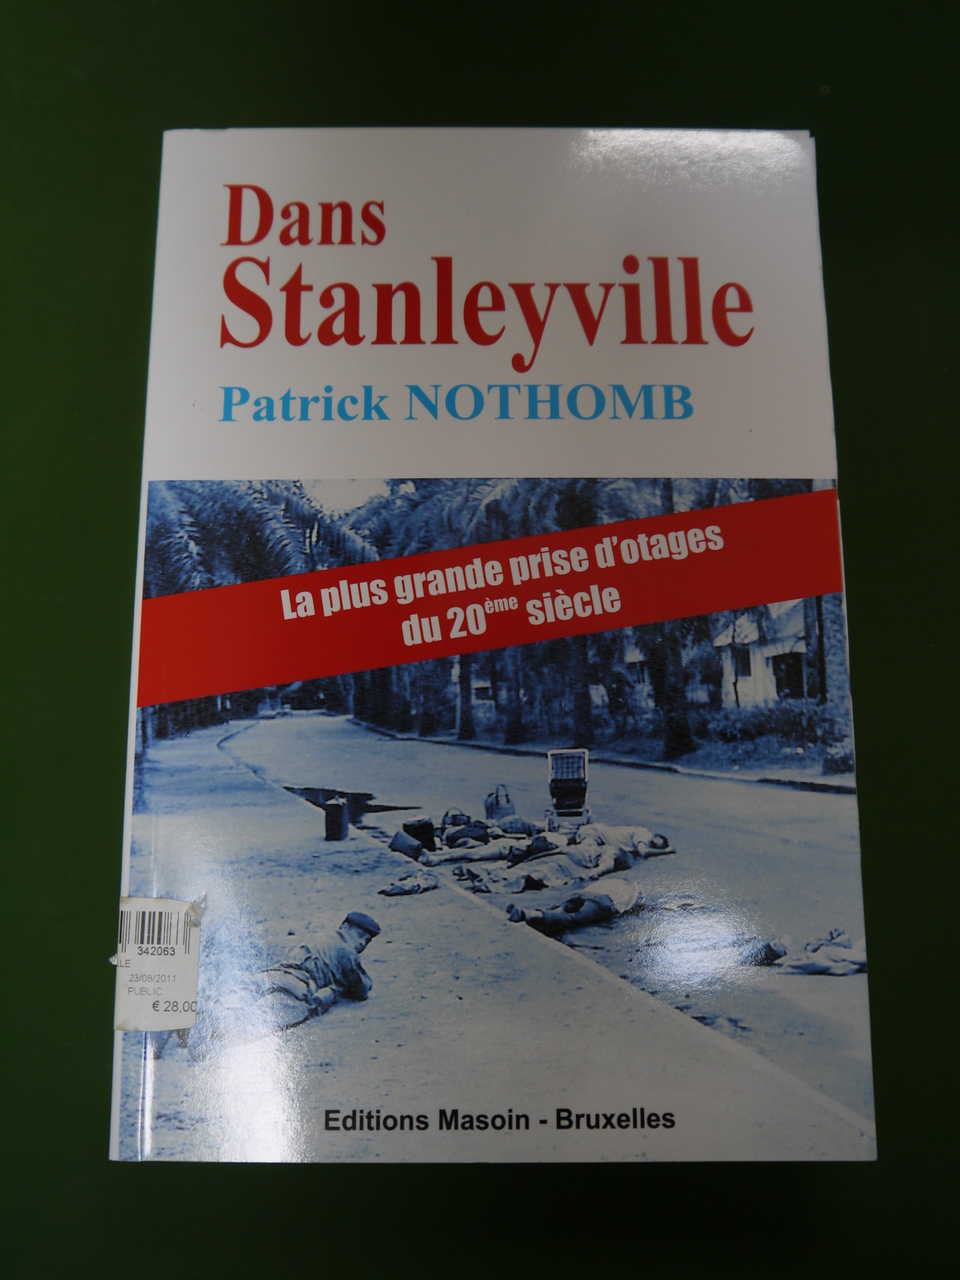 Dans
Stanleyville
Patrick NOTHOMB
La plus grande prise d'otages
du 20ème siècle
342063
LE
23/08/2011
PUBLIC
€ 28,00
Editions Masoin - Bruxelles